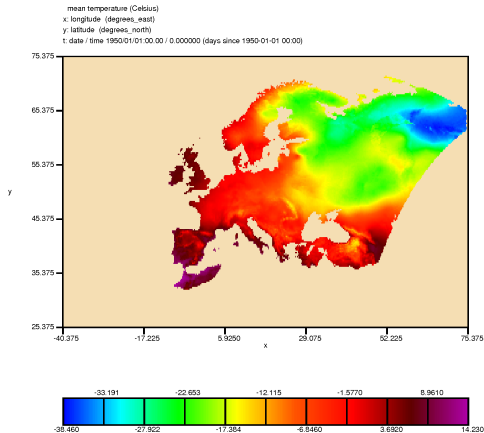 mean temperature (Celsius)
x: longitude (degrees_east)
y: latitude (degrees_north)
t: date / time 1950/01/01:00.00 / 0.000000 (days since 1950-01-01 00:00)
75.375
65.375
55.375
y
45.375
35.375
25.375
-40.375 -17.225 5.9250 29.075 52.225 75.375
x
-33.191 -22.653 -12.115 -1.5770 8.9610
-38.460 -27.922 -17.384 -6.8460 3.6920 14.230